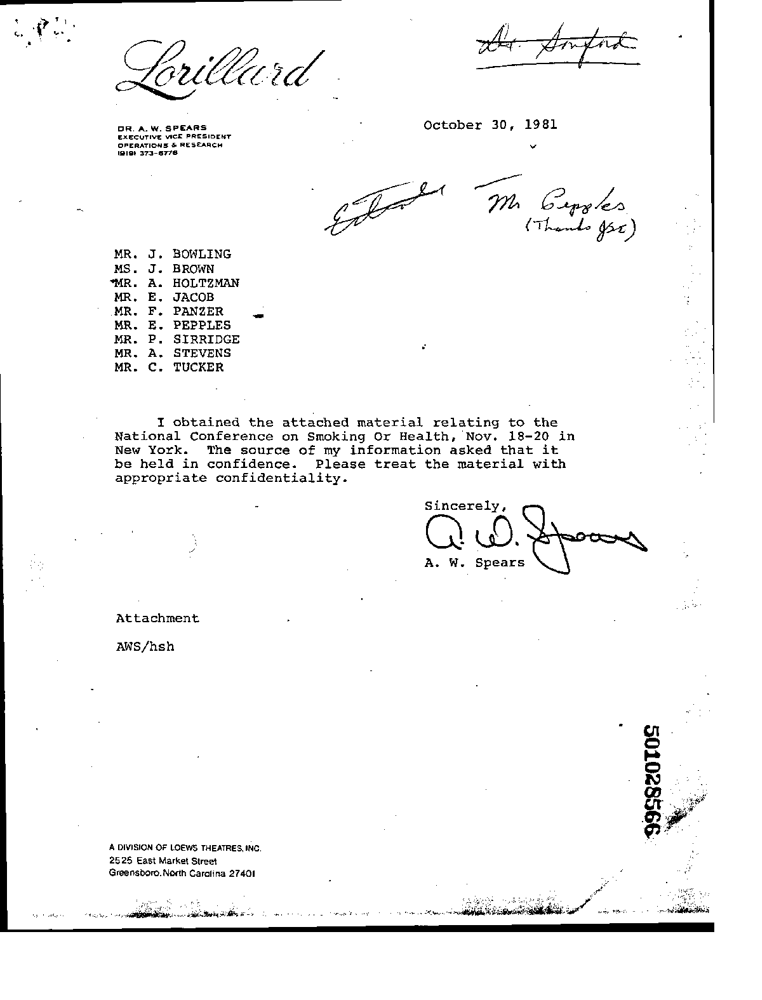 Lorillard
Dr. Sanford
DR. A. W. SPEARS
EXECUTIVE VICE PRESIDENT
OPERATIONS & RESEARCH
(919) 373-6776
October 30, 1981
Mr Pepples
(Thanks
MR. J. BOWLING
MS. J. BROWN
MR. A. HOLTZMAN
MR. E. JACOB
MR. F. PANZER
MR. E. PEPPLES
MR. P. SIRRIDGE
MR. A. STEVENS
MR. C. TUCKER
I obtained the attached material relating to the
National Conference on Smoking Or Health, Nov. 18-20 in
New York. The source of my information asked that it
be held in confidence. Please treat the material with
appropriate confidentiality.
Sincerely,
A. W. Spears
A. W. Spears
Attachment
AWS/hsh
501028566
A DIVISION OF LOEWS THEATRES, INC.
2525 East Market Street
Greensboro, North Carolina 27401